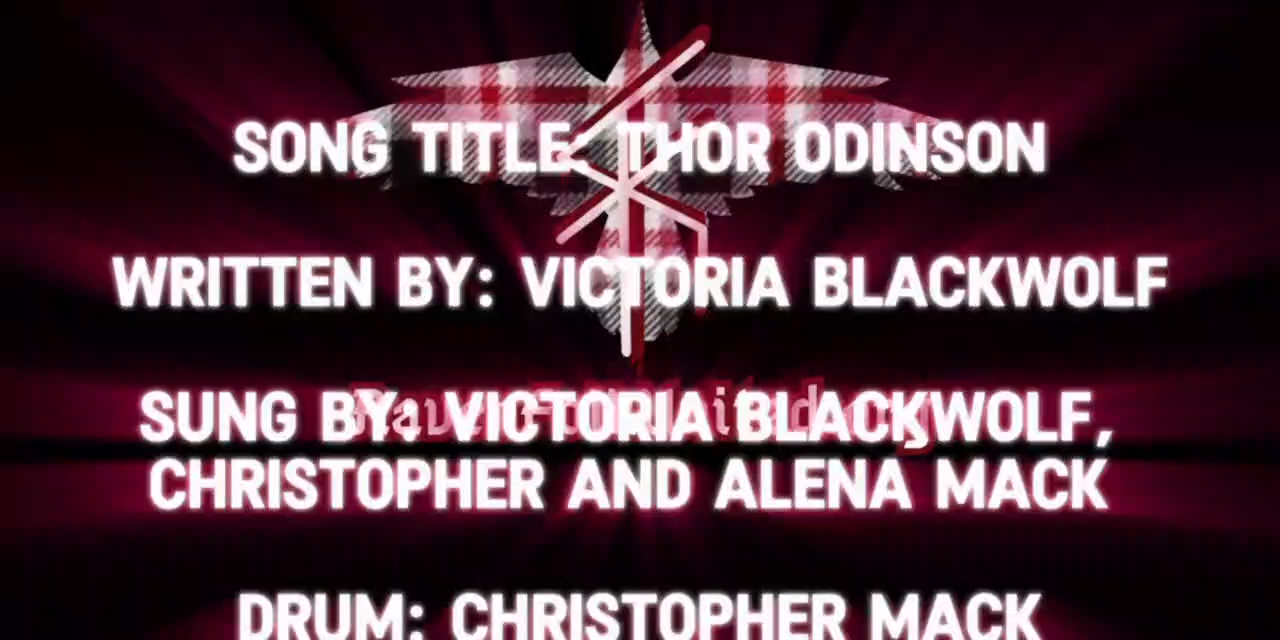 SONG TITLE: THOR ODINSON
WRITTEN BY: VICTORIA BLACKWOLF
SUNG BY: VICTORIA BLACKWOLF,
CHRISTOPHER AND ALENA MACK
DRUM: CHRISTOPHER MACK